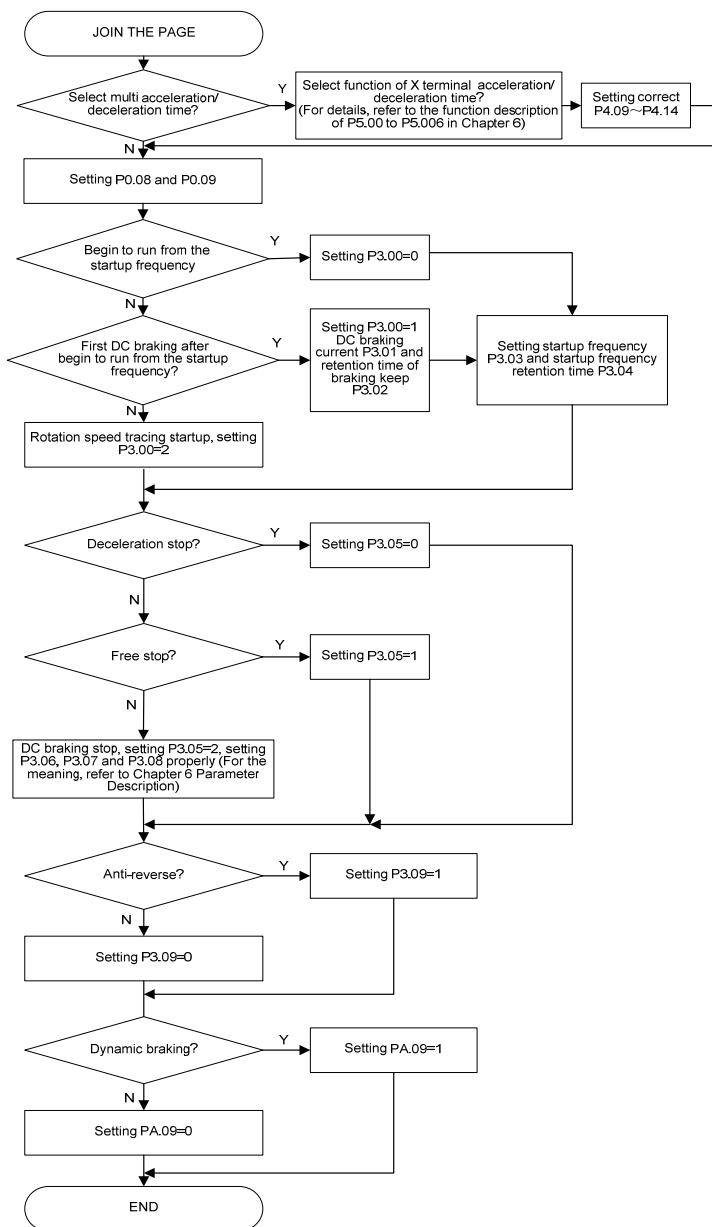 JOIN THE PAGE
Select multi acceleration/
deceleration time?
Y
Select function of X terminal acceleration/
deceleration time?
(For details, refer to the function description
of P5.00 to P5.006 in Chapter 6)
Setting correct
P4.09～P4.14
N
Setting P0.08 and P0.09
Begin to run from the
startup frequency
Y
Setting P3.00=0
N
First DC braking after
begin to run from the startup
frequency?
Y
Setting P3.00=1
DC braking
current P3.01 and
retention time of
braking keep
P3.02
Setting startup frequency
P3.03 and startup frequency
retention time P3.04
N
Rotation speed tracing startup, setting
P3.00=2
Deceleration stop?
Y
Setting P3.05=0
N
Free stop?
Y
Setting P3.05=1
N
DC braking stop, setting P3.05=2, setting
P3.06, P3.07 and P3.08 properly (For the
meaning, refer to Chapter 6 Parameter
Description)
Anti-reverse?
Y
Setting P3.09=1
N
Setting P3.09=0
Dynamic braking?
Y
Setting PA.09=1
N
Setting PA.09=0
END